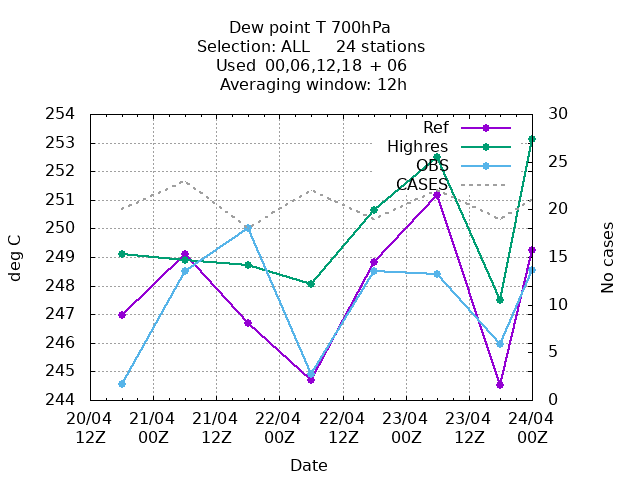 Dew point T 700hPa
Selection: ALL 24 stations
Used 00,06,12,18 + 06
Averaging window: 12h
254
253
252
251
250
249
248
247
246
245
244
30
25
20
15
10
5
0
deg C
No cases
Ref
Highres
OBS
CASES
20/04 21/04 21/04 22/04 22/04 23/04 23/04 24/04
12Z 00Z 12Z 00Z 12Z 00Z 12Z 00Z
Date